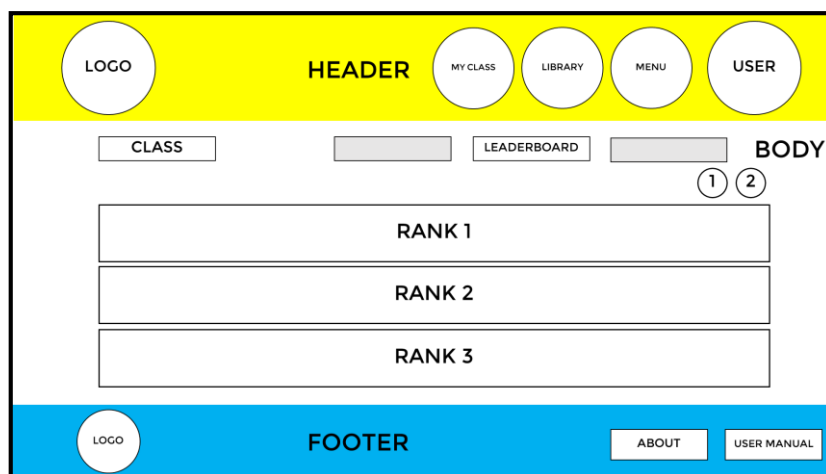 LOGO
HEADER
MY CLASS
LIBRARY
MENU
USER
CLASS
LEADERBOARD
BODY
1
2
RANK 1
RANK 2
RANK 3
LOGO
FOOTER
ABOUT
USER MANUAL